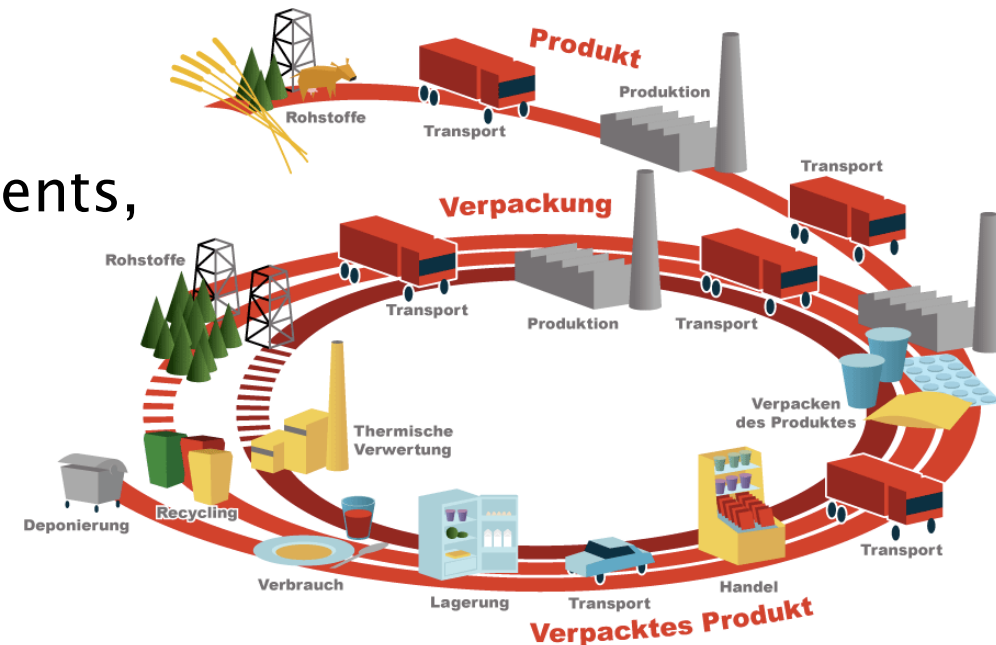 Produkt
Rohstoffe
Transport
Produktion
Transport
ents,
Verpackung
Rohstoffe
Transport
Produktion
Transport
Verpacken
des Produktes
Thermische
Verwertung
Deponierung
Recycling
Verbrauch
Lagerung
Transport
Handel
Transport
Verpacktes Produkt